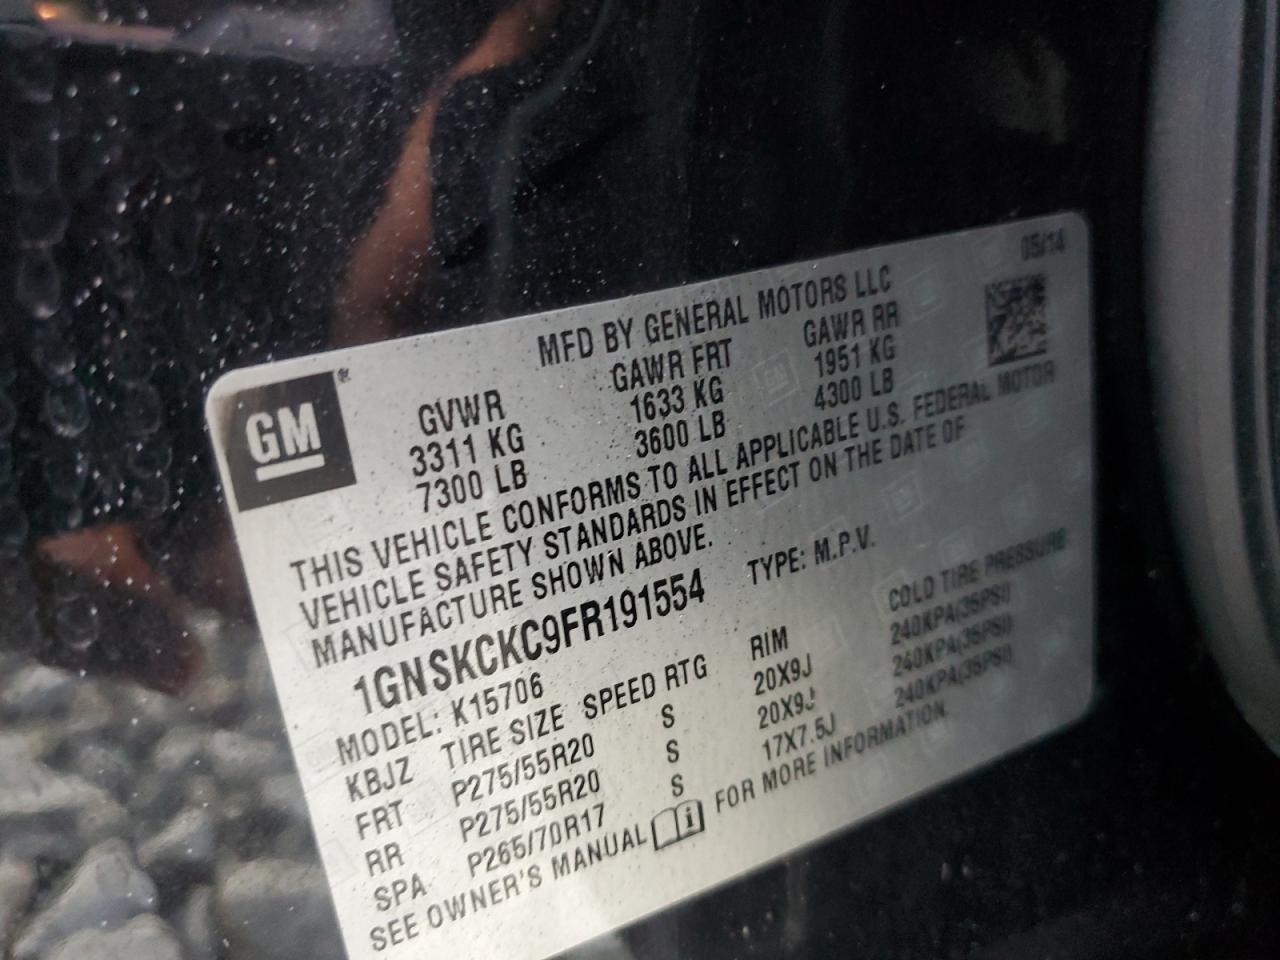 05/14
MFD BY GENERAL MOTORS LLC
GM®
GVWR GAWR FRT GAWR RR
3311 KG 1633 KG 1951 KG
7300 LB 3600 LB 4300 LB
THIS VEHICLE CONFORMS TO ALL APPLICABLE U.S. FEDERAL MOTOR
VEHICLE SAFETY STANDARDS IN EFFECT ON THE DATE OF
MANUFACTURE SHOWN ABOVE.
1GNSKCKC9FR191554 TYPE: M.P.V.
MODEL: K15706
KBJZ TIRE SIZE SPEED RTG RIM COLD TIRE PRESSURE
FRT P275/55R20 S 20X9J 240KPA(35PSI)
RR P275/55R20 S 20X9J 240KPA(35PSI)
SPA P265/70R17 S 17X7.5J 240KPA(35PSI)
SEE OWNER'S MANUAL FOR MORE INFORMATION.